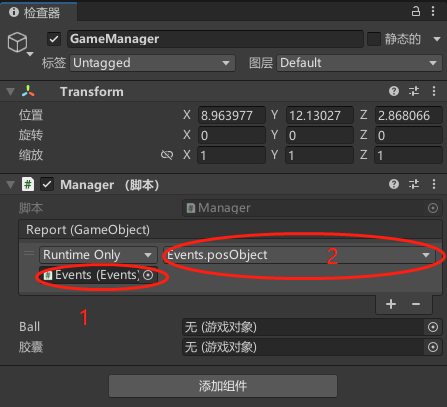 检查器
GameManager
静态的
标签 Untagged 图层 Default
Transform
位置 X 8.963977 Y 12.13027 Z 2.868066
旋转 X 0 Y 0 Z 0
缩放 X 1 Y 1 Z 1
# Manager （脚本）
脚本 # Manager
Report (GameObject)
Runtime Only Events.posObject
2
# Events (Events)
1
+ −
Ball 无 (游戏对象)
胶囊 无 (游戏对象)
添加组件